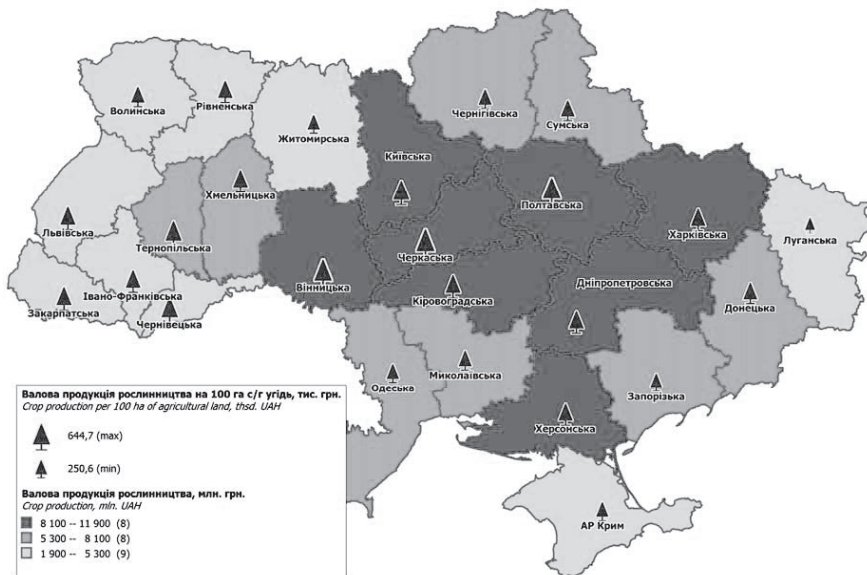 Волинська
Рівненська
Житомирська
Чернігівська
Сумська
Київська
Хмельницька
Львівська
Тернопільська
Полтавська
Харківська
Луганська
Черкаська
Вінницька
Кіровоградська
Дніпропетровська
Івано-Франківська
Закарпатська
Чернівецька
Донецька
Одеська
Миколаївська
Запорізька
Херсонська
АР Крим
Валова продукція рослинництва на 100 га с/г угідь, тис. грн.
Crop production per 100 ha of agricultural land, thsd. UAH
644,7 (max)
250,6 (min)
Валова продукція рослинництва, млн. грн.
Crop production, mln. UAH
8 100 -- 11 900 (8)
5 300 -- 8 100 (8)
1 900 -- 5 300 (9)